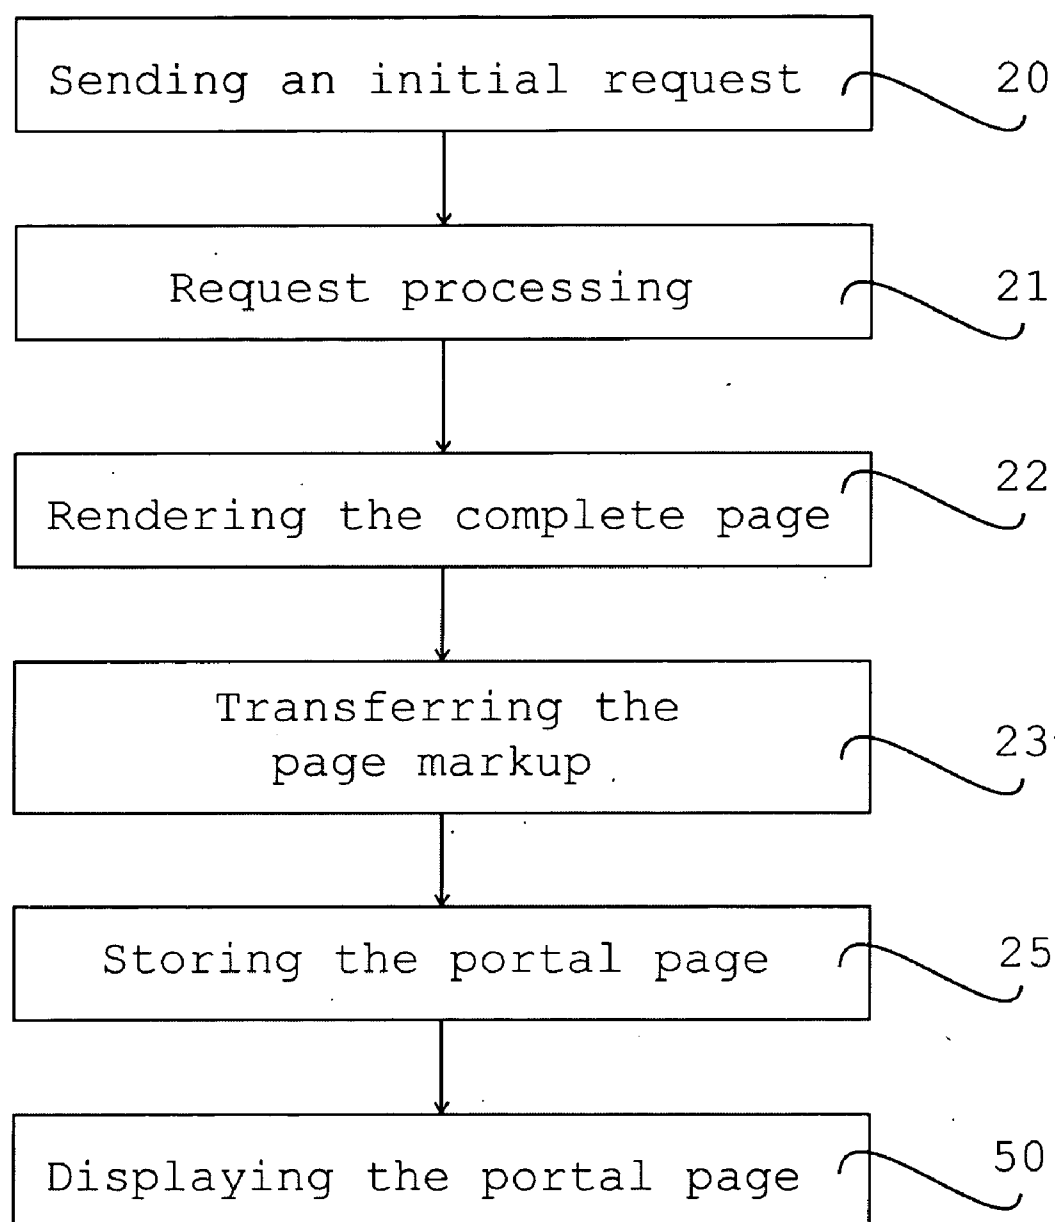 Sending an initial request 20
Request processing 21
Rendering the complete page 22
Transferring the
page markup 23
Storing the portal page 25
Displaying the portal page 50